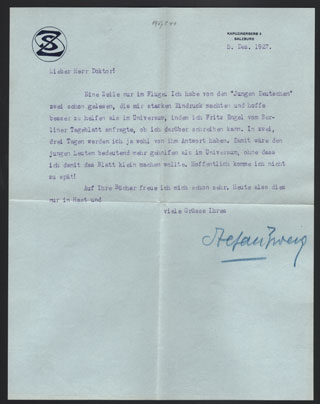 SZ
KAPUZINERBERG 5
SALZBURG
5. Dez. 1927.
Lieber Herr Doktor!
Eine Zeile nur im Fluge. Ich habe von den "Jungen Deutschen"
zwei schon gelesen, die mir starken Eindruck machten und hoffe
besser zu helfen als im Universum, indem ich Fritz Engel vom Ber-
liner Tageblatt anfragte, ob ich darüber schreiben kann. In zwei,
drei Tagen werden ich je wohl von ihm Antwort haben. Damit wäre den
jungen Leuten bedeutend mehr geholfen als im Universum, ohne dass
ich damit das Blatt klein machen wollte. Hoffentlich komme ich nicht
zu spät!
Auf Ihre Bücher freue ich mich schon sehr. Heute also dies
nur in Hast und
viele Grüsse Ihres
Stefan Zweig